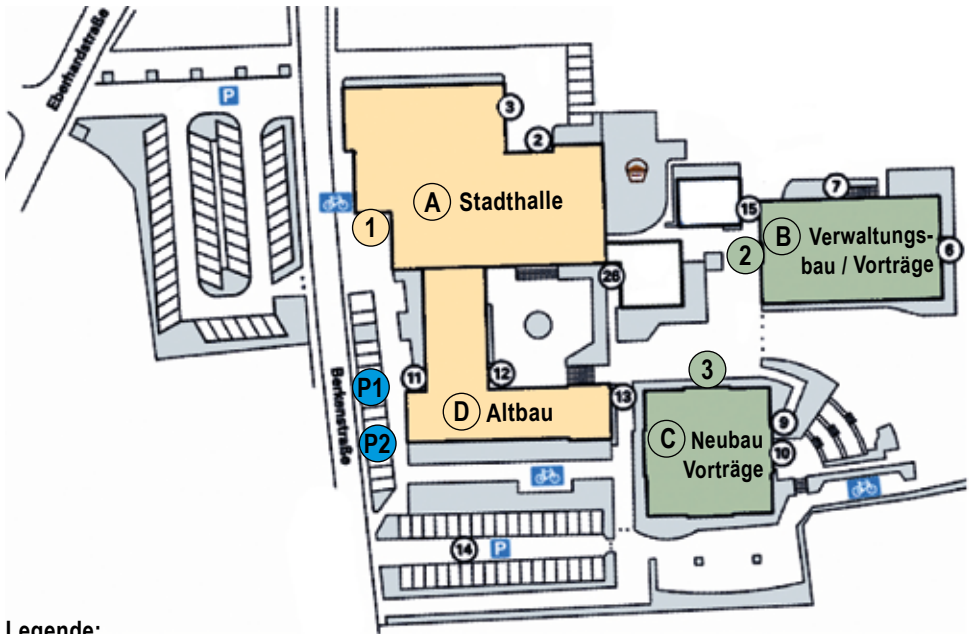 Eberhardstraße
P
3
2
A Stadthalle
1
7
15
B Verwaltungs-
bau / Vorträge
2
6
26
P1
11
12
3
13
D Altbau
Berkenstraße
P2
C Neubau
Vorträge
9
10
14
P
Legende: